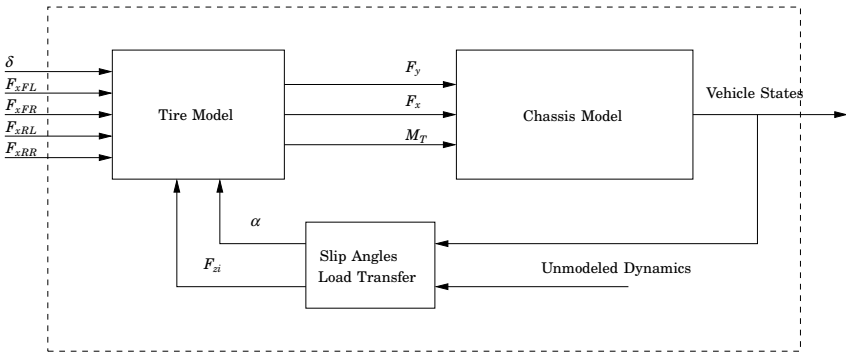 δ
F_xFL
F_xFR
F_xRL
F_xRR
Tire Model
F_y
F_x
M_T
Chassis Model
Vehicle States
α
F_zi
Slip Angles
Load Transfer
Unmodeled Dynamics